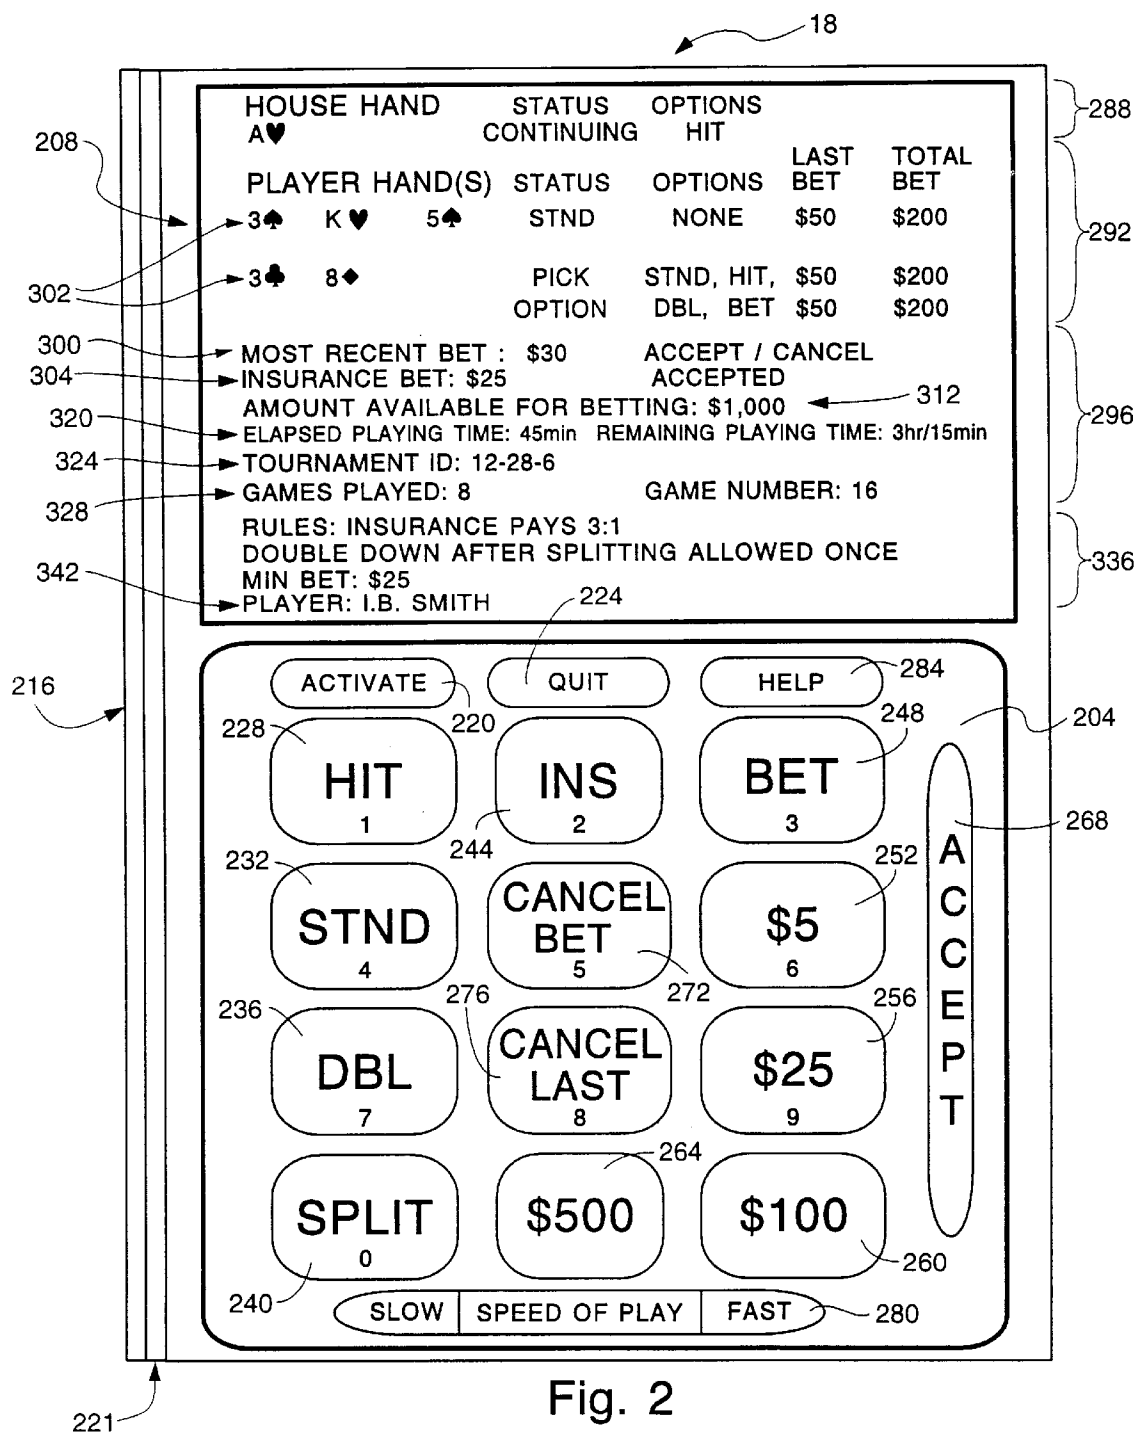 18
HOUSE HAND STATUS OPTIONS
A♥ CONTINUING HIT
288
208
LAST TOTAL
PLAYER HAND(S) STATUS OPTIONS BET BET
3♠ K♥ 5♠ STND NONE $50 $200
292
302
3♣ 8♦ PICK STND, HIT, $50 $200
OPTION DBL, BET $50 $200
300
MOST RECENT BET : $30 ACCEPT / CANCEL
304
INSURANCE BET: $25 ACCEPTED
AMOUNT AVAILABLE FOR BETTING: $1,000
312
296
320
ELAPSED PLAYING TIME: 45min REMAINING PLAYING TIME: 3hr/15min
324
TOURNAMENT ID: 12-28-6
328
GAMES PLAYED: 8 GAME NUMBER: 16
RULES: INSURANCE PAYS 3:1
DOUBLE DOWN AFTER SPLITTING ALLOWED ONCE
336
342
MIN BET: $25
PLAYER: I.B. SMITH
224
216
ACTIVATE QUIT HELP
284
220
228
248
204
HIT INS BET
1 2 3
244
268
ACCEPT
232
252
STND CANCEL BET $5
4 5 6
272
276
236
256
DBL CANCEL LAST $25
7 8 9
264
SPLIT $500 $100
0
260
240
SLOW SPEED OF PLAY FAST
280
221
Fig. 2